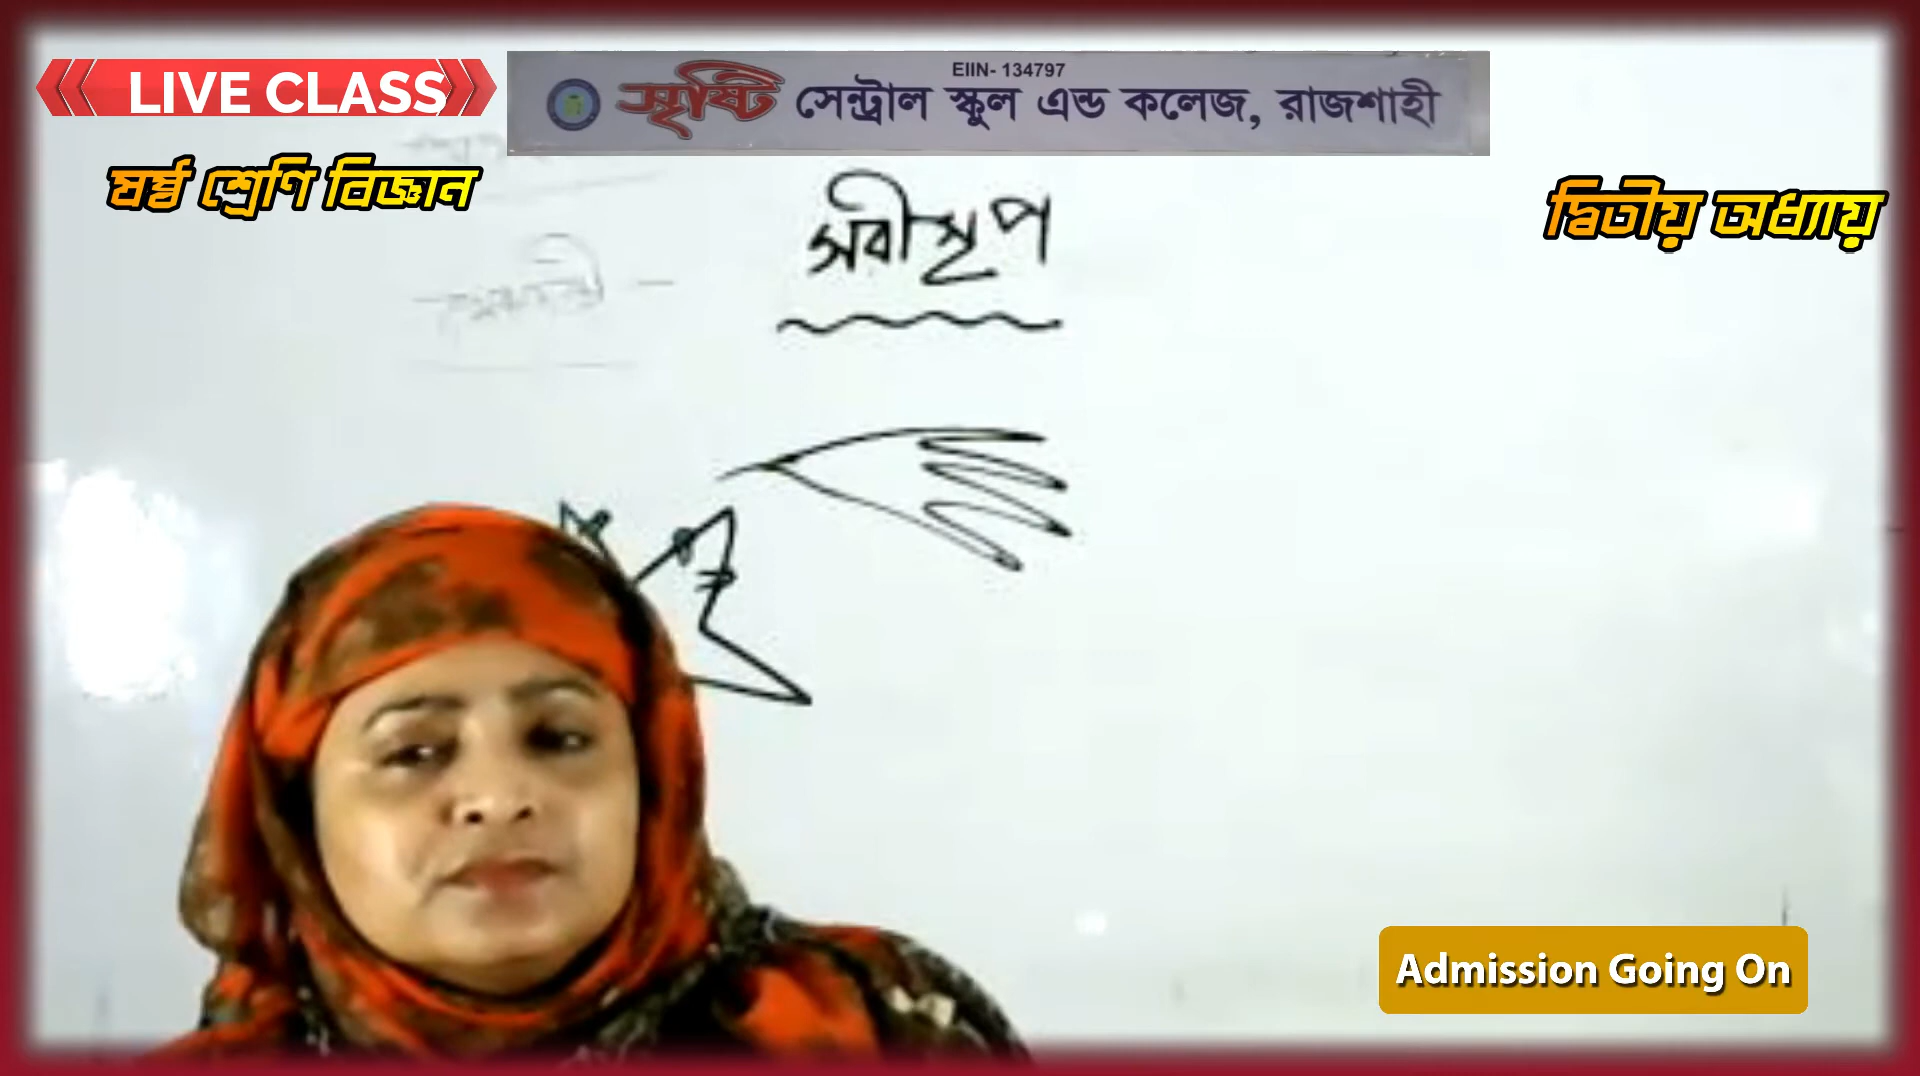 LIVE CLASS
EIIN- 134797
সৃষ্টি সেন্ট্রাল স্কুল এন্ড কলেজ, রাজশাহী
ষষ্ঠ শ্রেণি বিজ্ঞান
দ্বিতীয় অধ্যায়
সরীসৃপ
Admission Going On